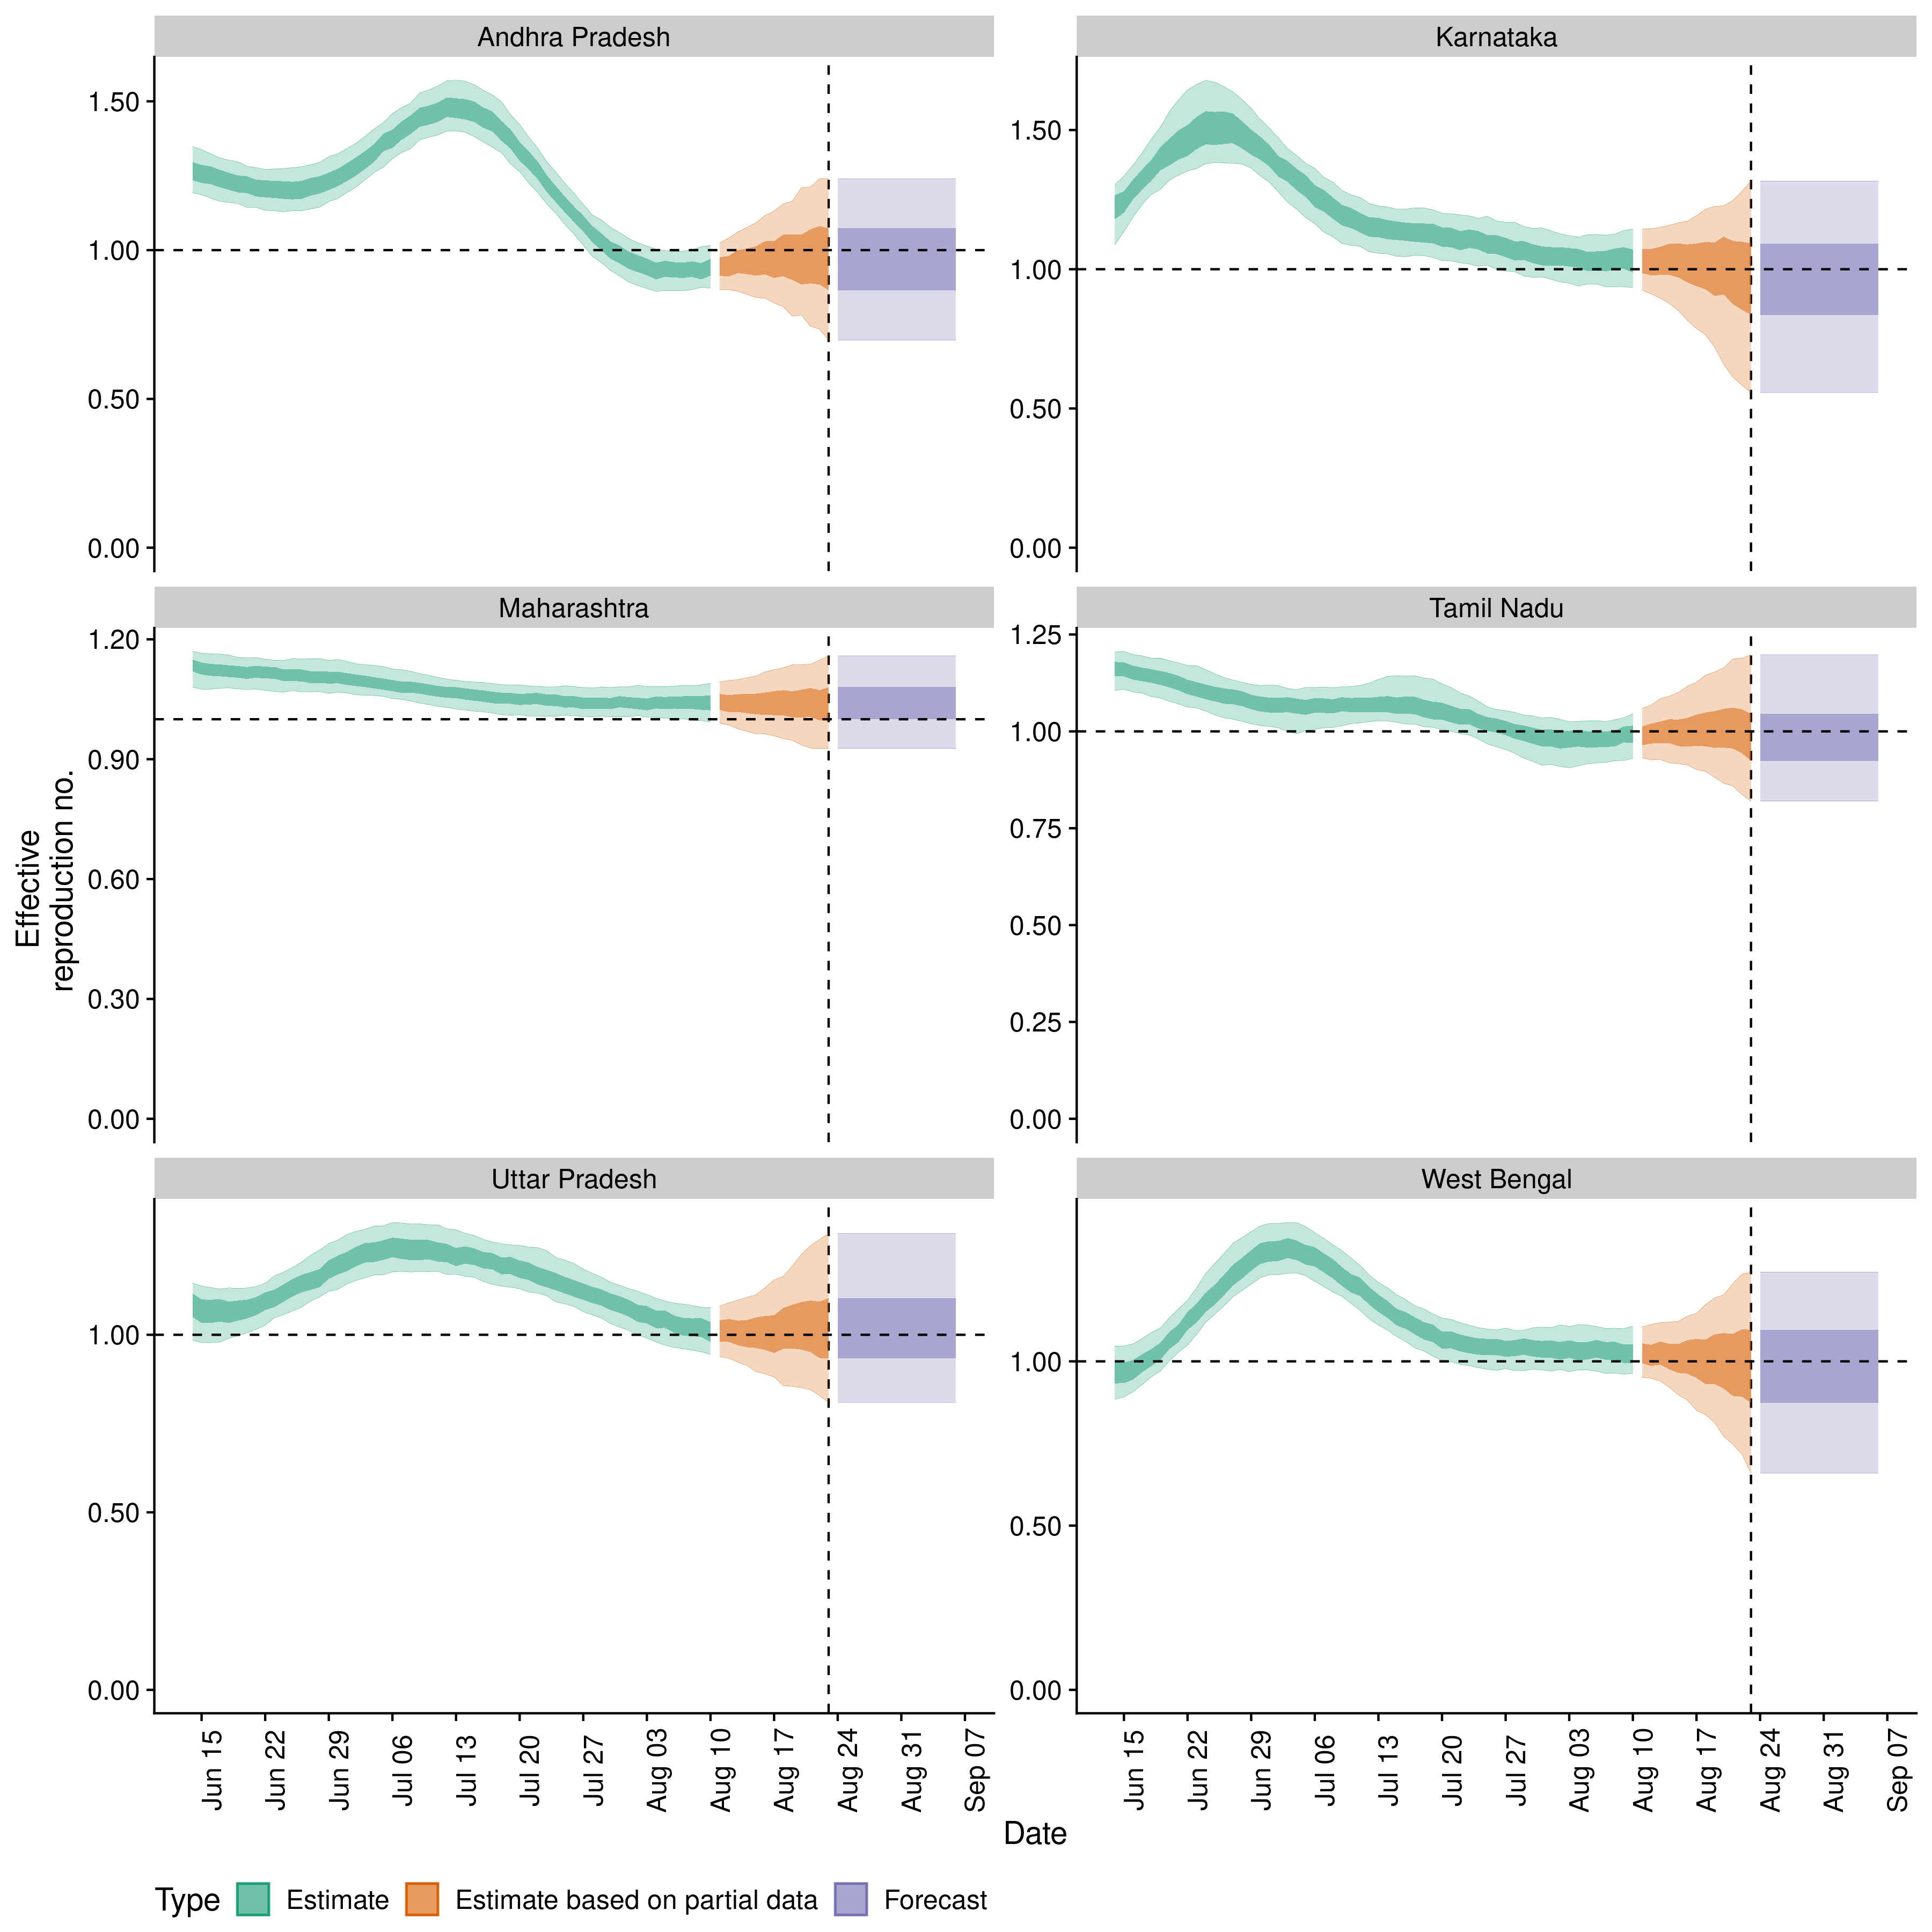 Andhra Pradesh
Karnataka
1.50
1.00
0.50
0.00
1.50
1.00
0.50
0.00
Maharashtra
Tamil Nadu
1.20
0.90
0.60
0.30
0.00
1.25
1.00
0.75
0.50
0.25
0.00
Effective
reproduction no.
Uttar Pradesh
West Bengal
1.00
0.50
0.00
1.00
0.50
0.00
Jun 15
Jun 22
Jun 29
Jul 06
Jul 13
Jul 20
Jul 27
Aug 03
Aug 10
Aug 17
Aug 24
Aug 31
Sep 07
Jun 15
Jun 22
Jun 29
Jul 06
Jul 13
Jul 20
Jul 27
Aug 03
Aug 10
Aug 17
Aug 24
Aug 31
Sep 07
Date
Type Estimate Estimate based on partial data Forecast